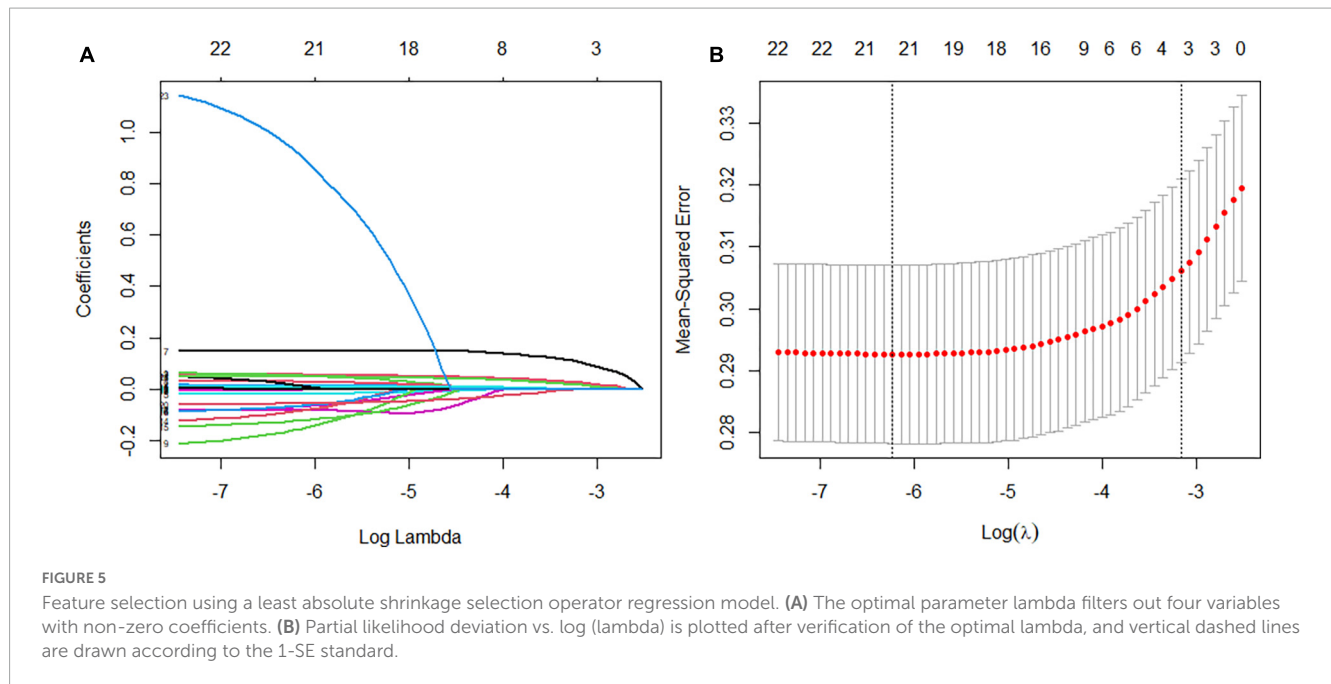 A
22 21 18 8 3
1.0
0.8
0.6
0.4
0.2
0.0
-0.2
Coefficients
23
7
9
-7 -6 -5 -4 -3
Log Lambda
B
22 22 21 21 19 18 16 9 6 6 4 3 3 0
0.33
0.32
0.31
0.30
0.29
0.28
Mean-Squared Error
-7 -6 -5 -4 -3
Log(λ)
FIGURE 5
Feature selection using a least absolute shrinkage selection operator regression model. (A) The optimal parameter lambda filters out four variables
with non-zero coefficients. (B) Partial likelihood deviation vs. log (lambda) is plotted after verification of the optimal lambda, and vertical dashed lines
are drawn according to the 1-SE standard.